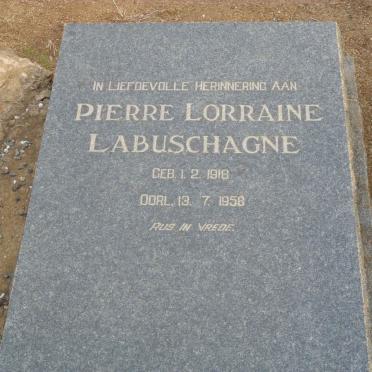 IN LIEFDEVOLLE HERINNERING AAN
PIERRE LORRAINE
LABUSCHAGNE
GEB. 1. 2. 1918
OORL. 13. 7. 1958
RUS IN VREDE.